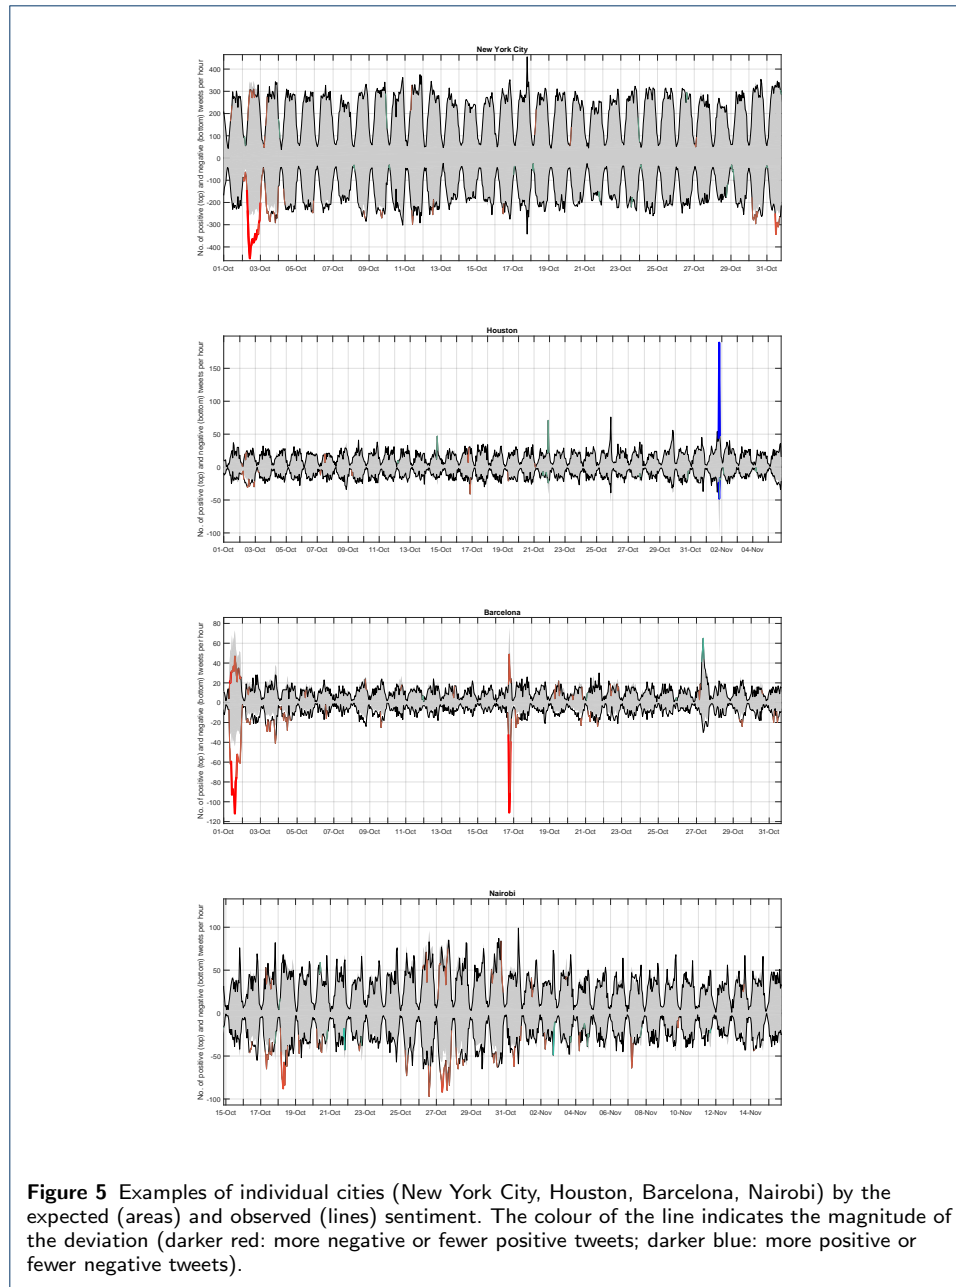 New York City
No. of positive (top) and negative (bottom) tweets per hour
400
300
200
100
0
-100
-200
-300
-400
01-Oct 03-Oct 05-Oct 07-Oct 09-Oct 11-Oct 13-Oct 15-Oct 17-Oct 19-Oct 21-Oct 23-Oct 25-Oct 27-Oct 29-Oct 31-Oct
Houston
No. of positive (top) and negative (bottom) tweets per hour
150
100
50
0
-50
-100
01-Oct 03-Oct 05-Oct 07-Oct 09-Oct 11-Oct 13-Oct 15-Oct 17-Oct 19-Oct 21-Oct 23-Oct 25-Oct 27-Oct 29-Oct 31-Oct 02-Nov 04-Nov
Barcelona
No. of positive (top) and negative (bottom) tweets per hour
80
60
40
20
0
-20
-40
-60
-80
-100
-120
01-Oct 03-Oct 05-Oct 07-Oct 09-Oct 11-Oct 13-Oct 15-Oct 17-Oct 19-Oct 21-Oct 23-Oct 25-Oct 27-Oct 29-Oct 31-Oct
Nairobi
No. of positive (top) and negative (bottom) tweets per hour
100
50
0
-50
-100
15-Oct 17-Oct 19-Oct 21-Oct 23-Oct 25-Oct 27-Oct 29-Oct 31-Oct 02-Nov 04-Nov 06-Nov 08-Nov 10-Nov 12-Nov 14-Nov
Figure 5 Examples of individual cities (New York City, Houston, Barcelona, Nairobi) by the
expected (areas) and observed (lines) sentiment. The colour of the line indicates the magnitude of
the deviation (darker red: more negative or fewer positive tweets; darker blue: more positive or
fewer negative tweets).